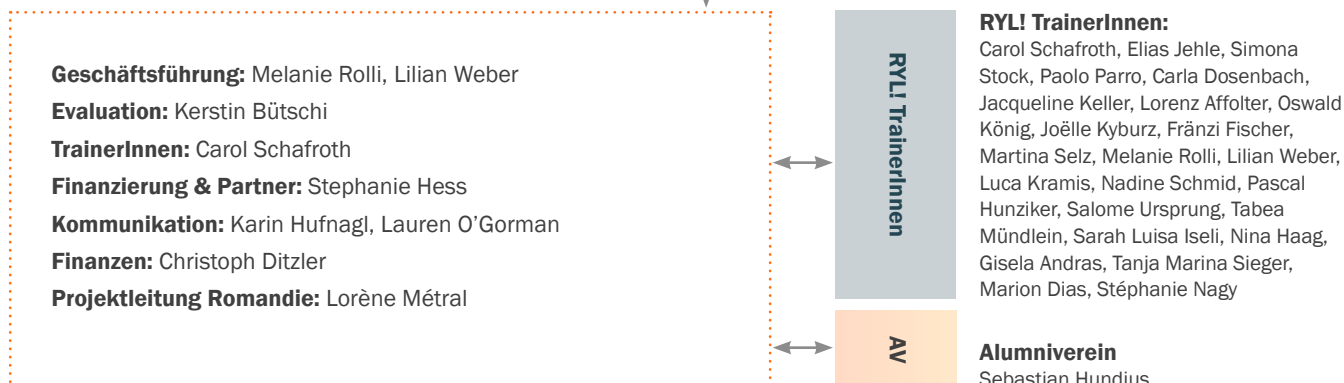 Geschäftsführung: Melanie Rolli, Lilian Weber
Evaluation: Kerstin Bütschi
TrainerInnen: Carol Schafroth
Finanzierung & Partner: Stephanie Hess
Kommunikation: Karin Hufnagl, Lauren O’Gorman
Finanzen: Christoph Ditzler
Projektleitung Romandie: Lorène Métral
RYL! TrainerInnen
RYL! TrainerInnen:
Carol Schafroth, Elias Jehle, Simona
Stock, Paolo Parro, Carla Dosenbach,
Jacqueline Keller, Lorenz Affolter, Oswald
König, Joëlle Kyburz, Fränzi Fischer,
Martina Selz, Melanie Rolli, Lilian Weber,
Luca Kramis, Nadine Schmid, Pascal
Hunziker, Salome Ursprung, Tabea
Mündlein, Sarah Luisa Iseli, Nina Haag,
Gisela Andras, Tanja Marina Sieger,
Marion Dias, Stéphanie Nagy
AV
Alumniverein
Sebastian Hundius